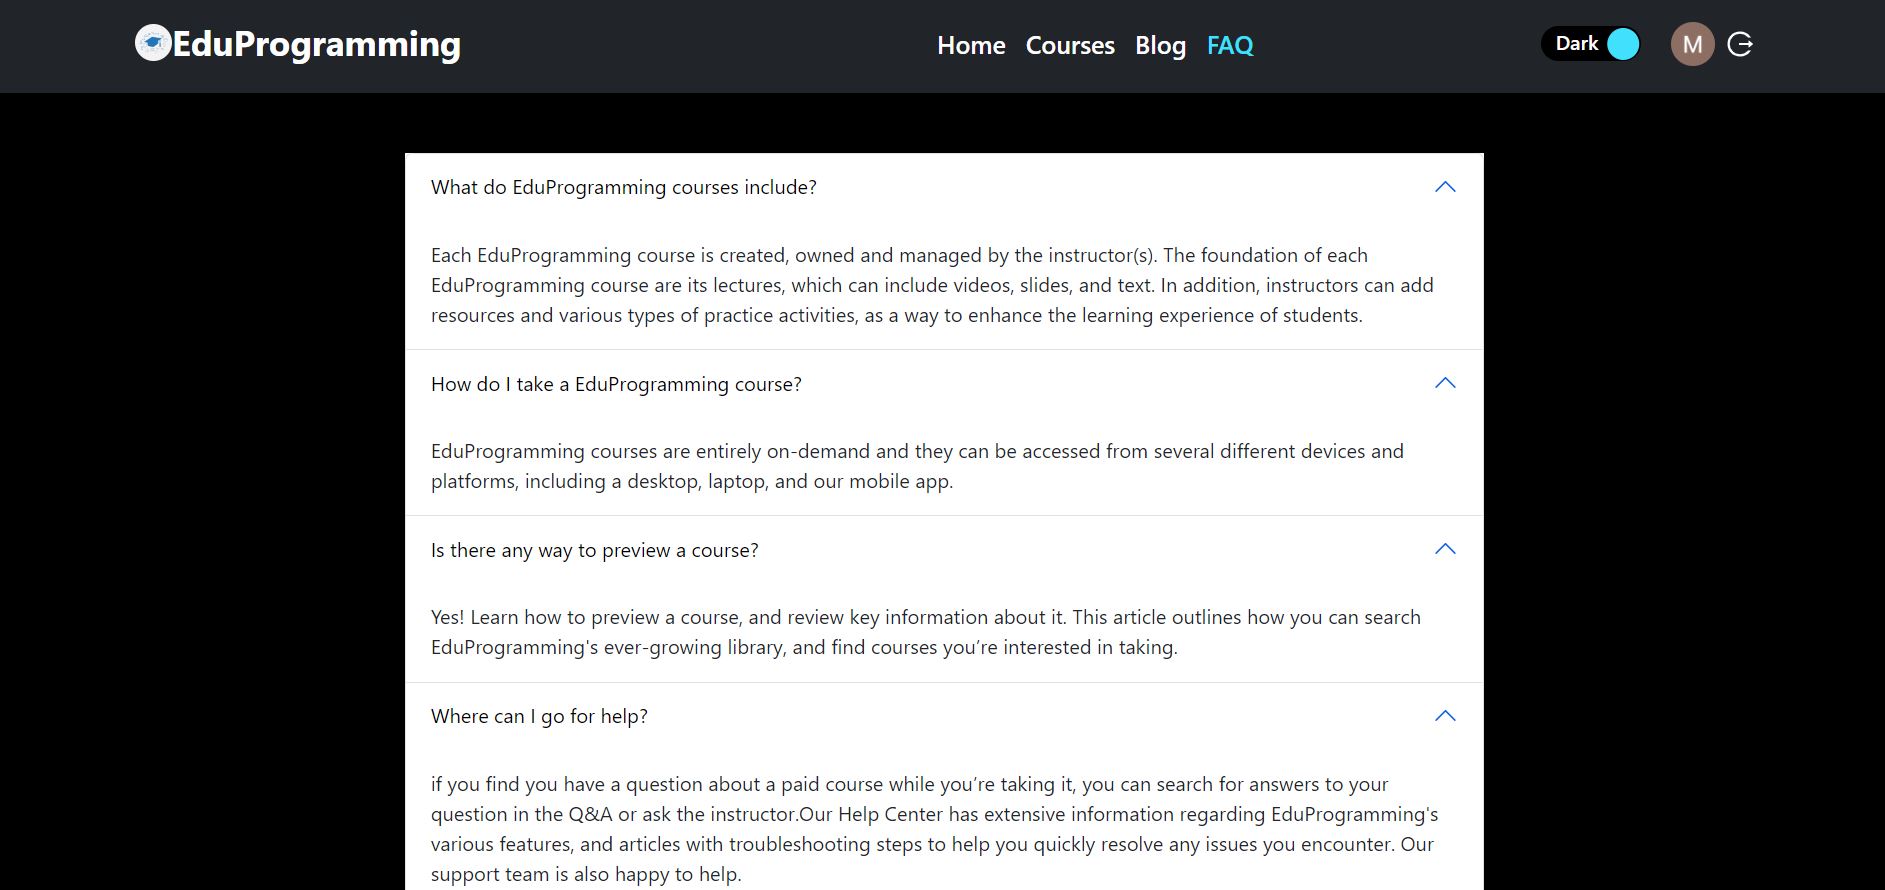 EduProgramming
Home Courses Blog FAQ
Dark
M
What do EduProgramming courses include?
Each EduProgramming course is created, owned and managed by the instructor(s). The foundation of each
EduProgramming course are its lectures, which can include videos, slides, and text. In addition, instructors can add
resources and various types of practice activities, as a way to enhance the learning experience of students.
How do I take a EduProgramming course?
EduProgramming courses are entirely on-demand and they can be accessed from several different devices and
platforms, including a desktop, laptop, and our mobile app.
Is there any way to preview a course?
Yes! Learn how to preview a course, and review key information about it. This article outlines how you can search
EduProgramming's ever-growing library, and find courses you’re interested in taking.
Where can I go for help?
if you find you have a question about a paid course while you’re taking it, you can search for answers to your
question in the Q&A or ask the instructor.Our Help Center has extensive information regarding EduProgramming's
various features, and articles with troubleshooting steps to help you quickly resolve any issues you encounter. Our
support team is also happy to help.